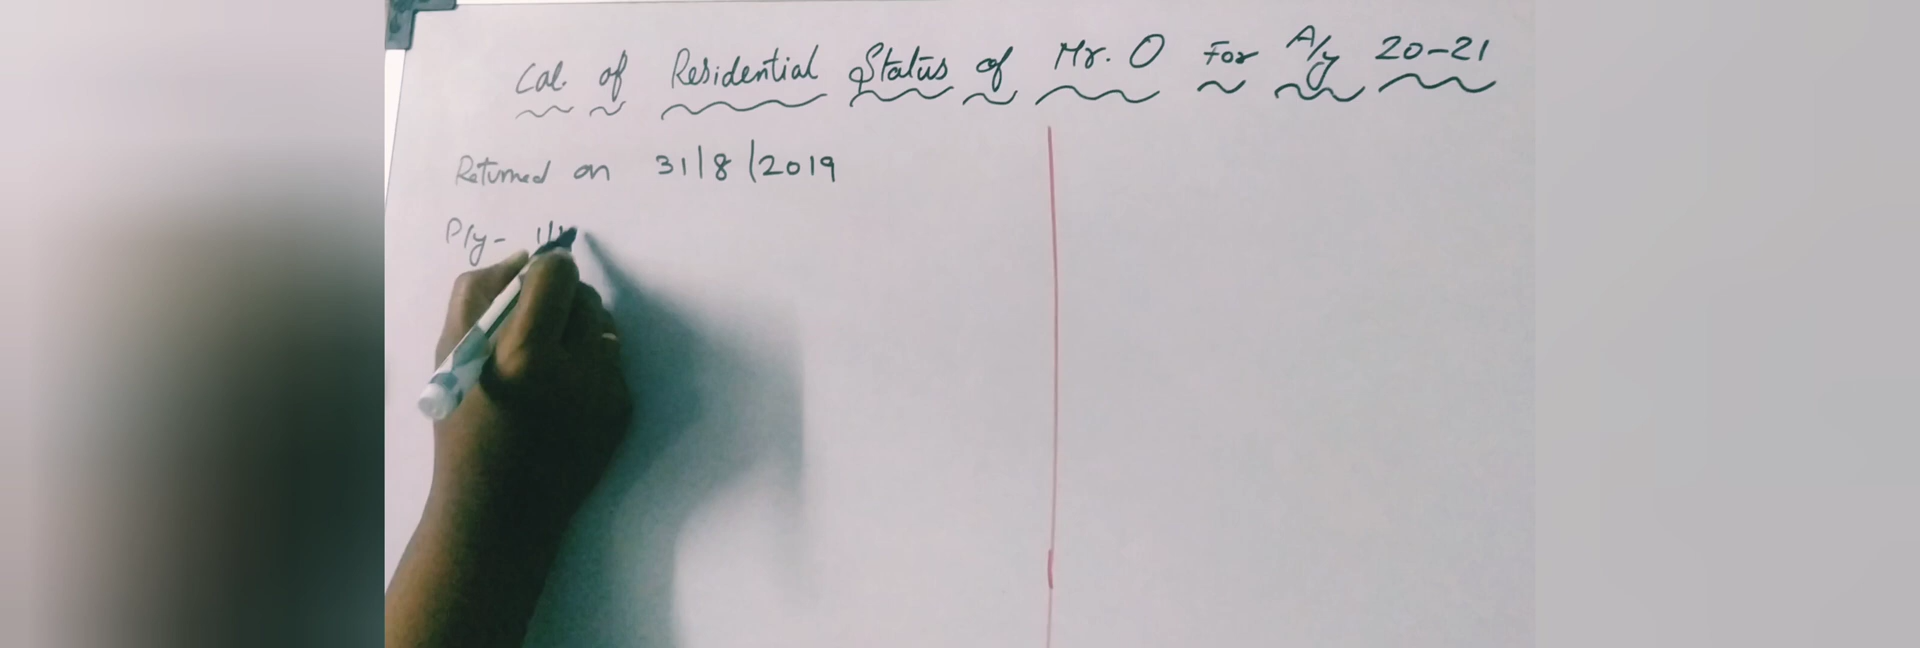 Cal. of Residential Status of Mr. O For A/y 20-21
Returned on 31/8/2019
P/y-